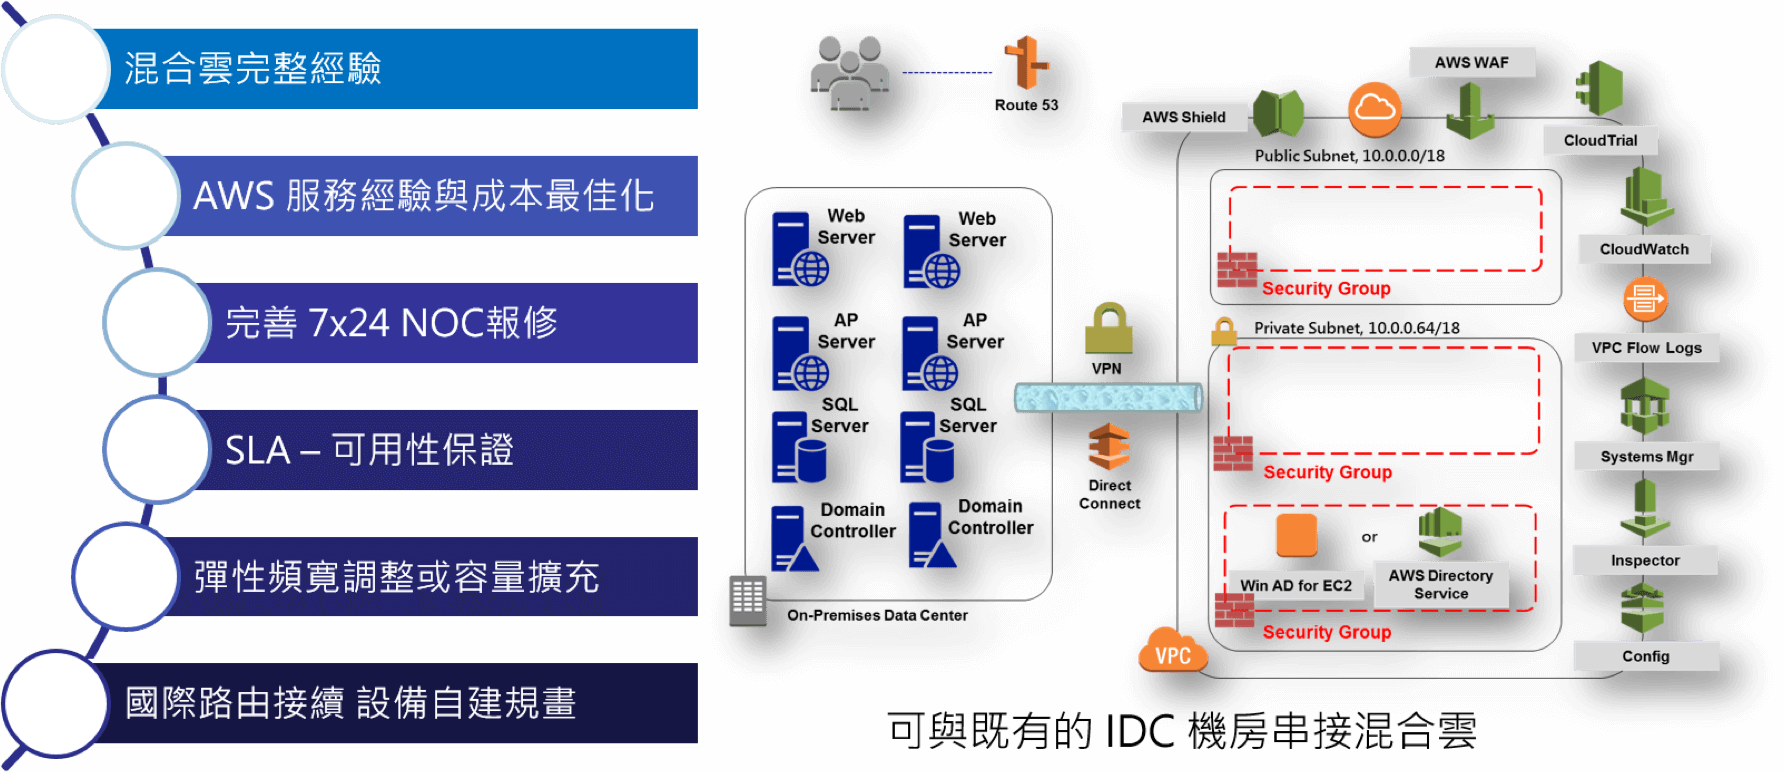 混合雲完整經驗
AWS 服務經驗與成本最佳化
完善 7x24 NOC報修
SLA – 可用性保證
彈性頻寬調整或容量擴充
國際路由接續 設備自建規畫
Route 53
AWS WAF
AWS Shield
CloudTrial
Public Subnet, 10.0.0.0/18
Security Group
CloudWatch
Private Subnet, 10.0.0.64/18
VPC Flow Logs
Security Group
Systems Mgr
or
Win AD for EC2
AWS Directory
Service
Security Group
Inspector
Config
VPC
Web
Server
Web
Server
AP
Server
AP
Server
SQL
Server
SQL
Server
Domain
Controller
Domain
Controller
On-Premises Data Center
VPN
Direct
Connect
可與既有的 IDC 機房串接混合雲